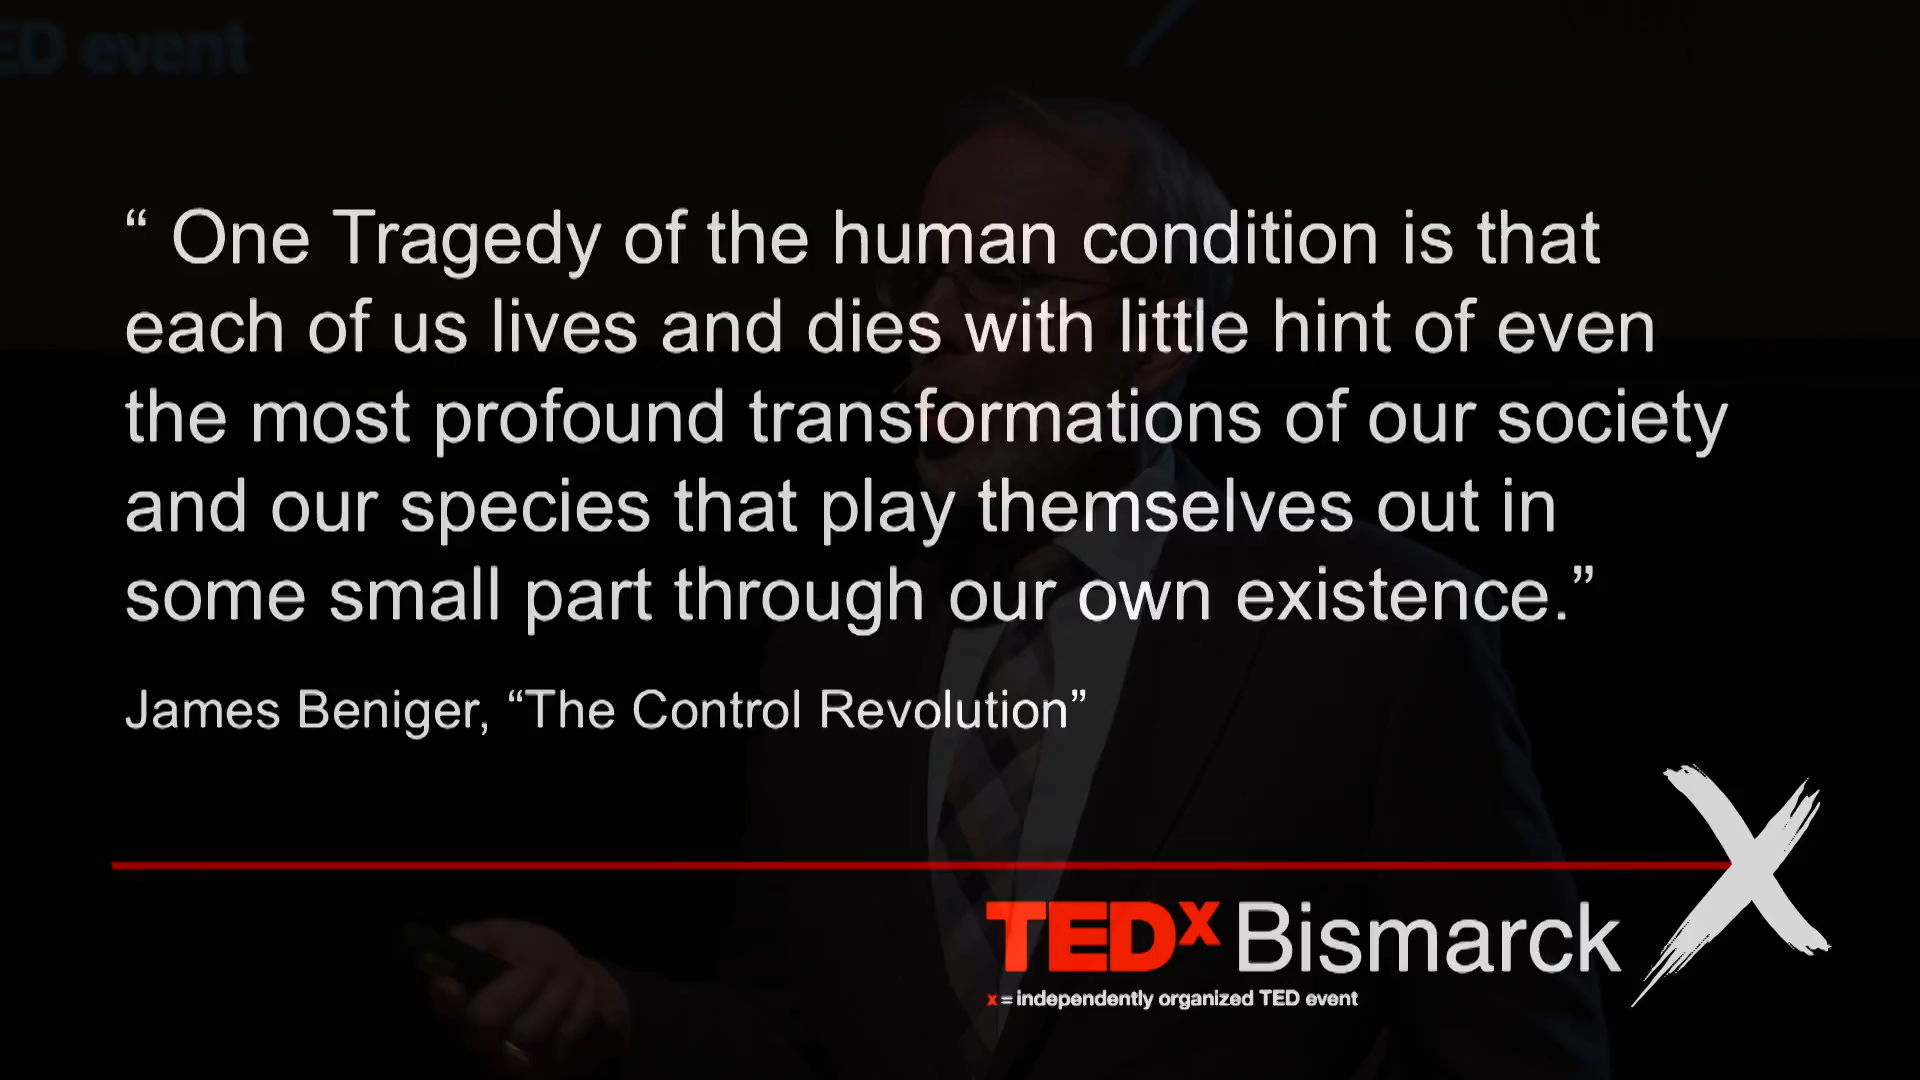 ED event
“ One Tragedy of the human condition is that
each of us lives and dies with little hint of even
the most profound transformations of our society
and our species that play themselves out in
some small part through our own existence.”
James Beniger, “The Control Revolution”
TEDx Bismarck
x = independently organized TED event